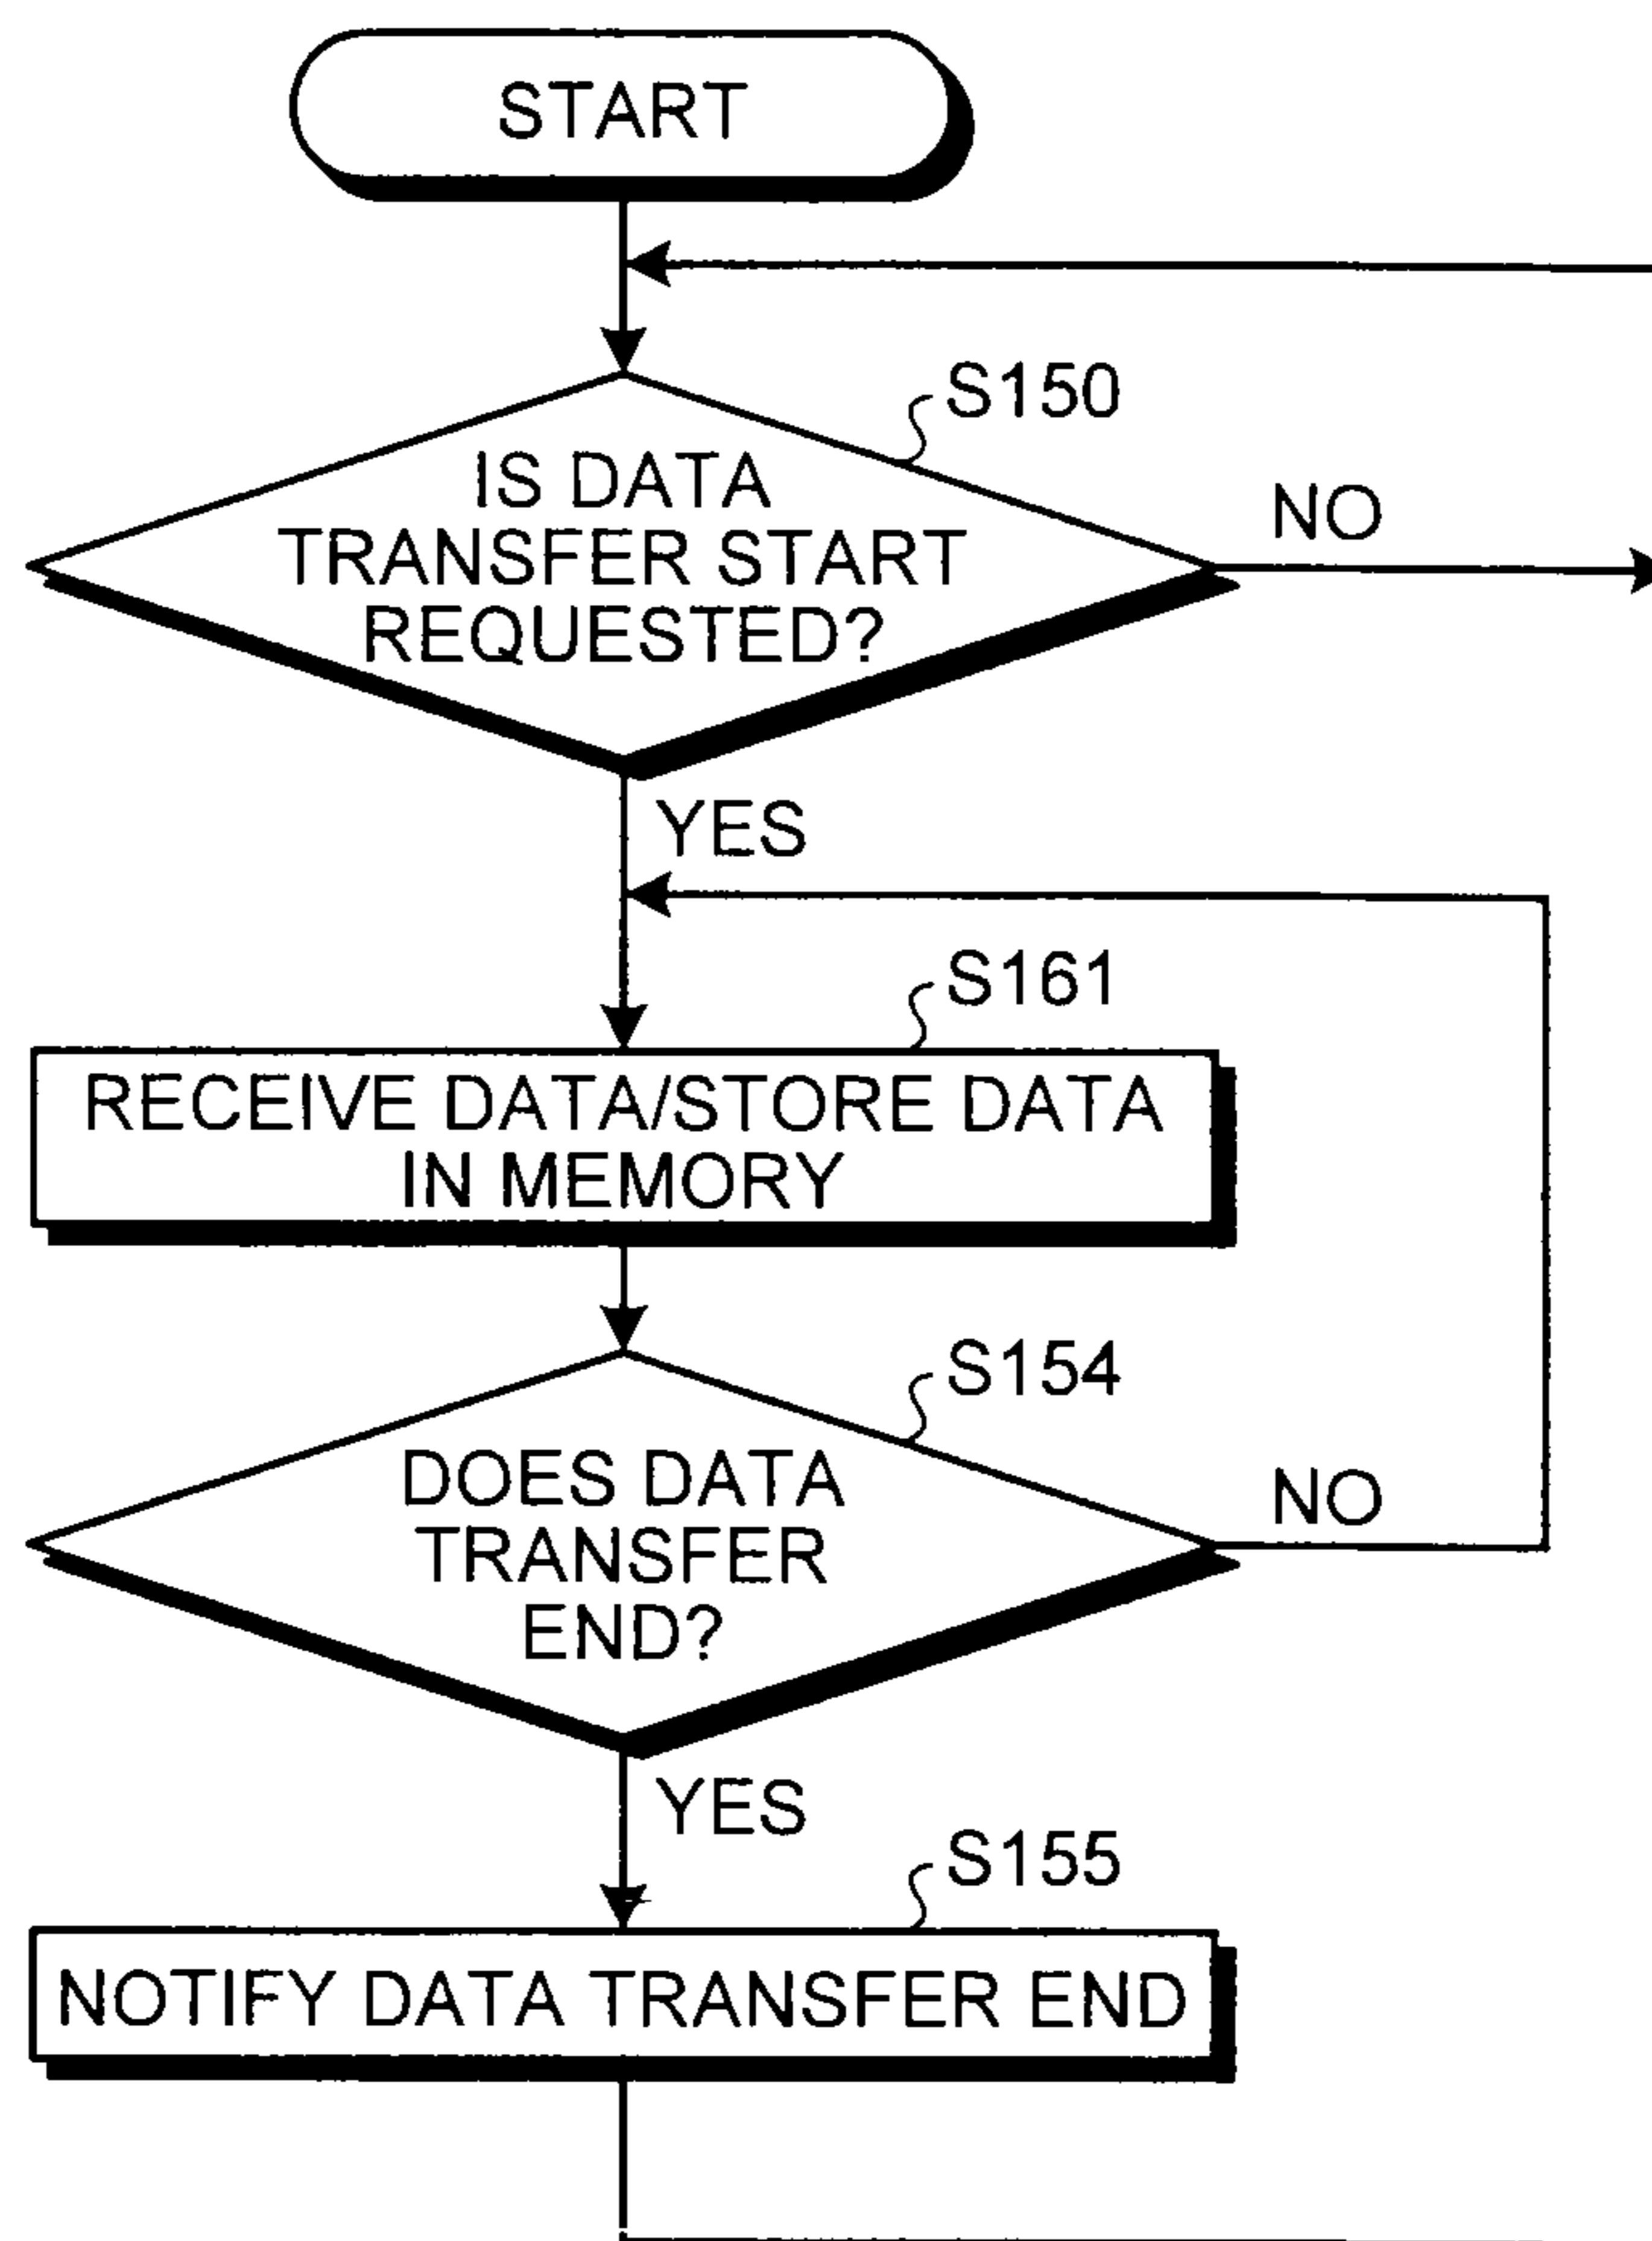 START
S150
IS DATA
TRANSFER START
REQUESTED?
NO
YES
S161
RECEIVE DATA/STORE DATA
IN MEMORY
S154
DOES DATA
TRANSFER
END?
NO
YES
S155
NOTIFY DATA TRANSFER END